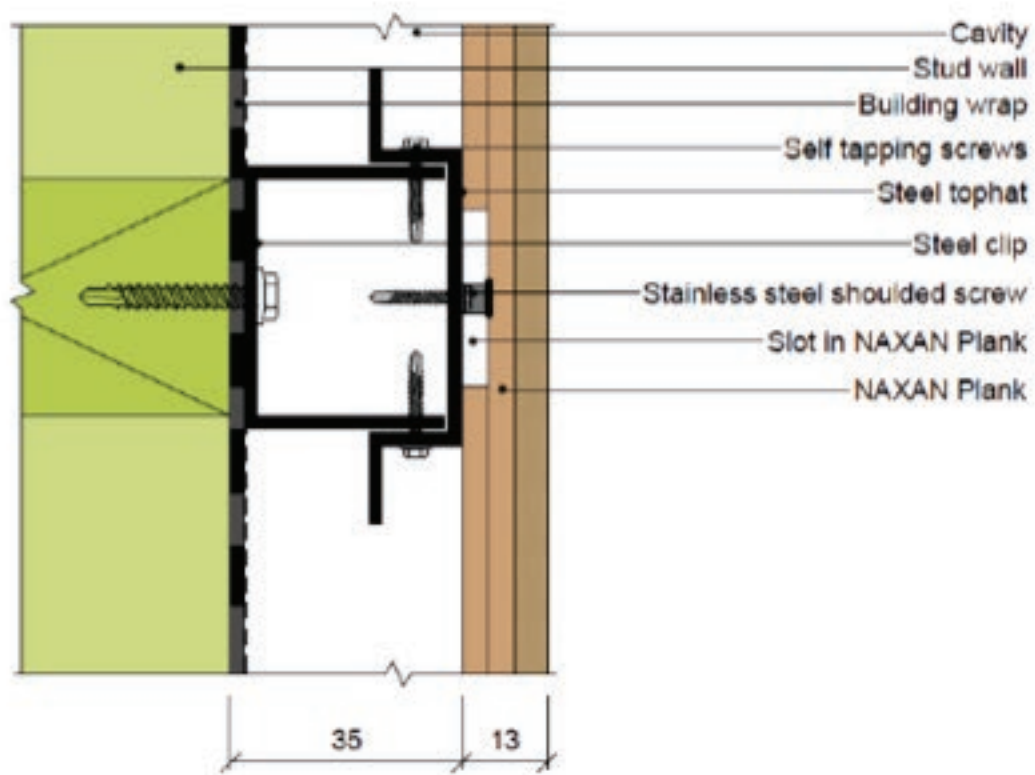 Cavity
Stud wall
Building wrap
Self tapping screws
Steel tophat
Steel clip
Stainless steel shoulded screw
Slot in NAXAN Plank
NAXAN Plank
35
13